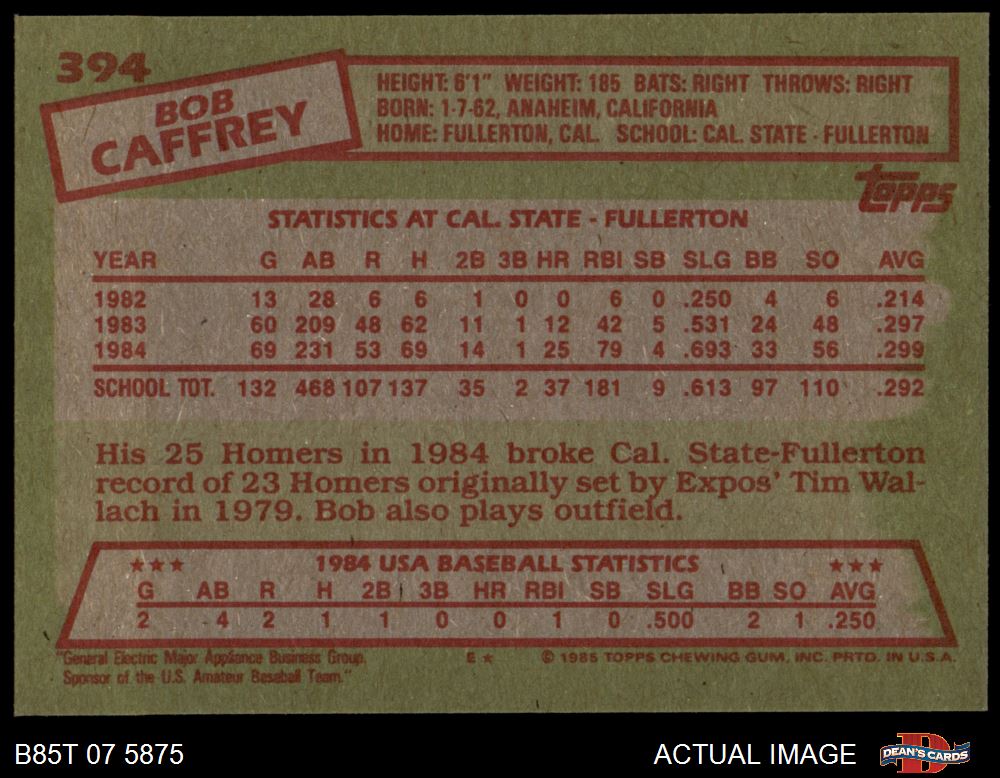 394
BOB
CAFFREY
HEIGHT: 6'1" WEIGHT: 185 BATS: RIGHT THROWS: RIGHT
BORN: 1-7-62, ANAHEIM, CALIFORNIA
HOME: FULLERTON, CAL. SCHOOL: CAL. STATE - FULLERTON
topps
STATISTICS AT CAL. STATE - FULLERTON
YEAR G AB R H 2B 3B HR RBI SB SLG BB SO AVG
1982 13 28 6 6 1 0 0 6 0 .250 4 6 .214
1983 60 209 48 62 11 1 12 42 5 .531 24 48 .297
1984 69 231 53 69 14 1 25 79 4 .693 33 56 .299
SCHOOL TOT. 132 468 107 137 35 2 37 181 9 .613 97 110 .292
His 25 Homers in 1984 broke Cal. State-Fullerton
record of 23 Homers originally set by Expos' Tim Wal-
lach in 1979. Bob also plays outfield.
★★★ 1984 USA BASEBALL STATISTICS ★★★
G AB R H 2B 3B HR RBI SB SLG BB SO AVG
2 4 2 1 1 0 0 1 0 .500 2 1 .250
"General Electric Major Appliance Business Group.
Sponsor of the U.S. Amateur Baseball Team."
E★ © 1985 TOPPS CHEWING GUM, INC. PRTD. IN U.S.A.
B85T 07 5875
ACTUAL IMAGE
DEAN'S CARDS